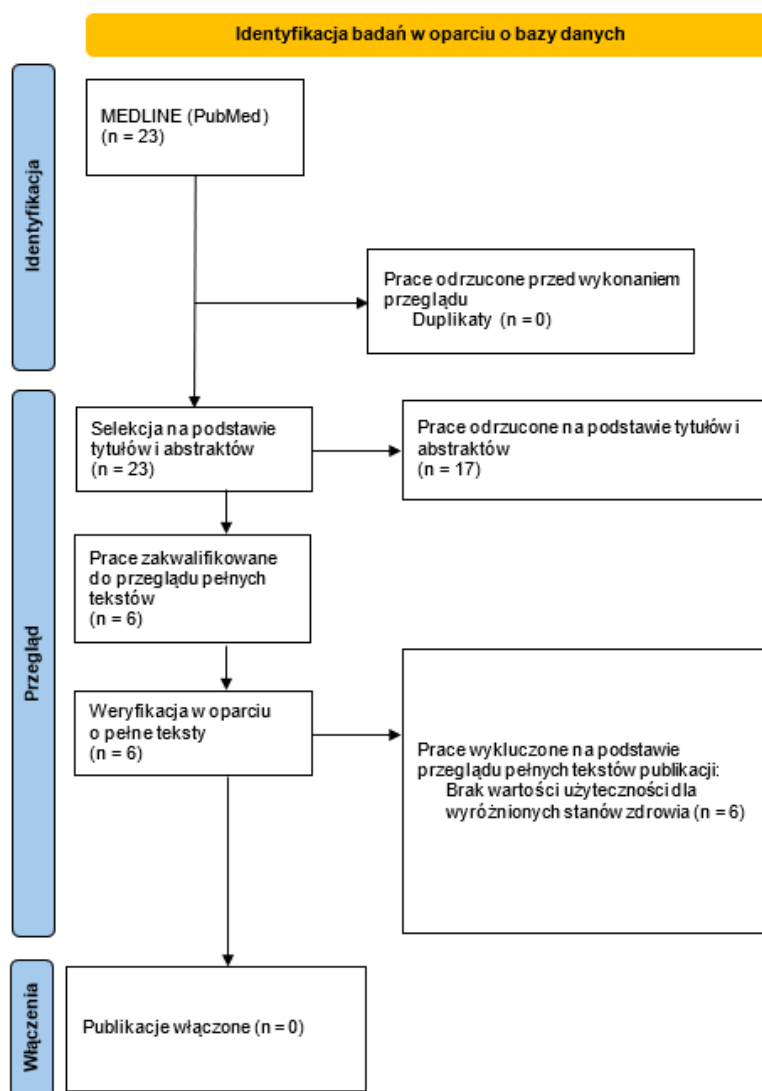 Identyfikacja badań w oparciu o bazy danych
Identyfikacja
MEDLINE (PubMed)
(n = 23)
Prace odrzucone przed wykonaniem
przeglądu
Duplikaty (n = 0)
Przegląd
Selekcja na podstawie
tytułów i abstraktów
(n = 23)
Prace odrzucone na podstawie tytułów i
abstraktów
(n = 17)
Prace zakwalifikowane
do przeglądu pełnych
tekstów
(n = 6)
Weryfikacja w oparciu
o pełne teksty
(n = 6)
Prace wykluczone na podstawie
przeglądu pełnych tekstów publikacji:
Brak wartości użyteczności dla
wyróżnionych stanów zdrowia (n = 6)
Włączenia
Publikacje włączone (n = 0)